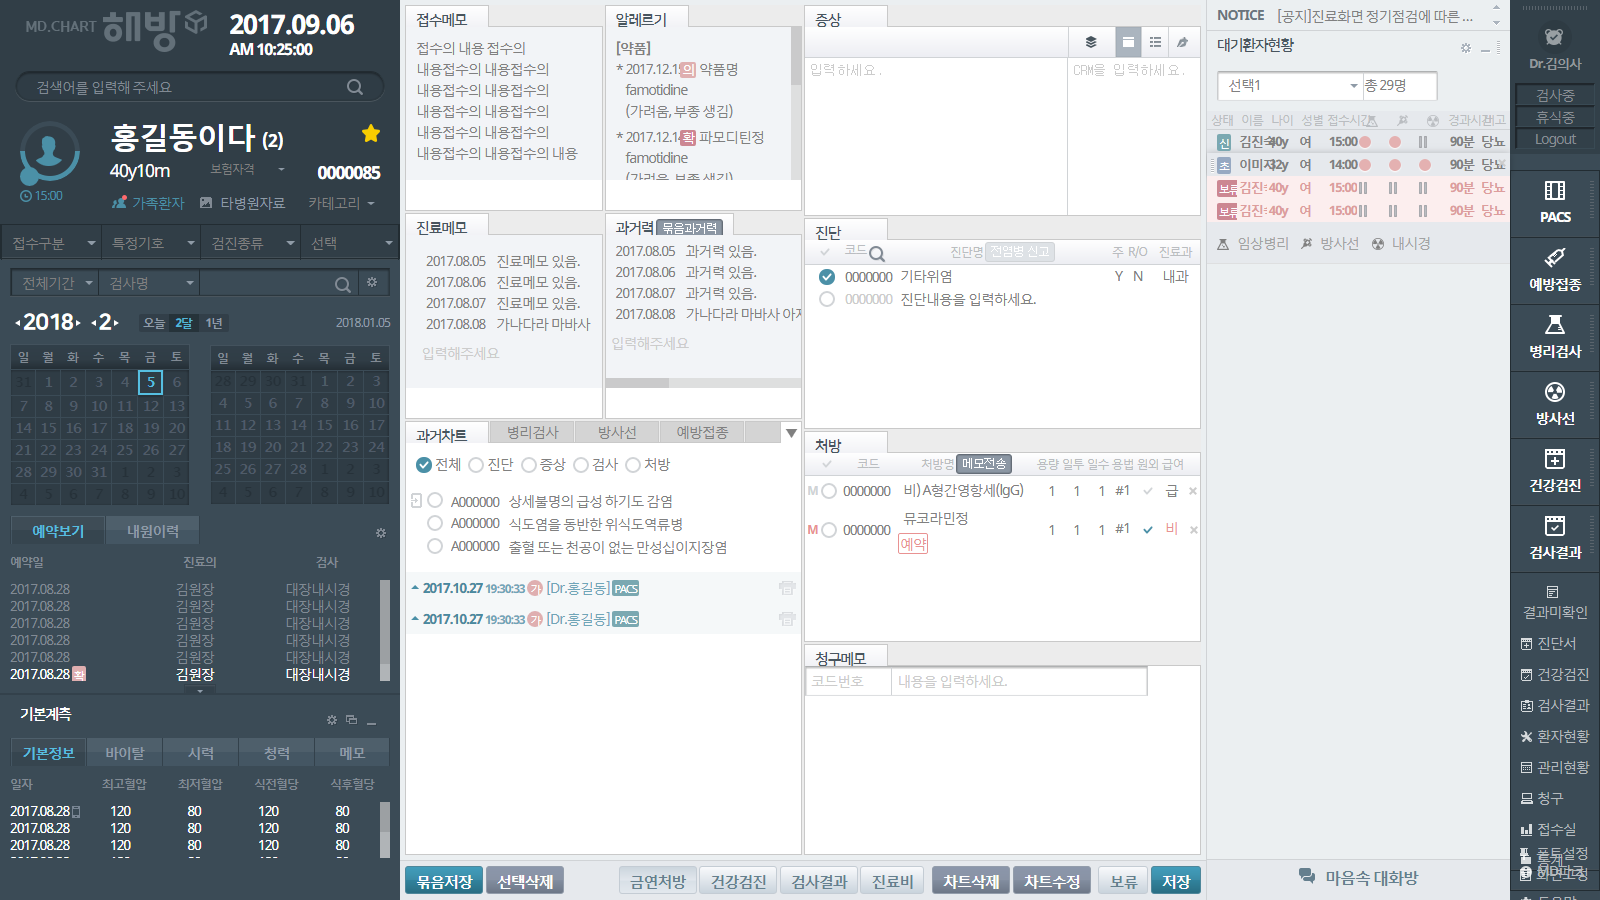 MD.CHART 해방
2017.09.06
AM 10:25:00
검색어를 입력해 주세요
홍길동이다 (2)
40y10m 보험자격 0000085
15:00
가족환자 타병원자료 카테고리
접수구분 특정기호 검진종류 선택
전체기간 검사명
2018 2 오늘 2달 1년 2018.01.05
일 월 화 수 목 금 토
31 1 2 3 4 5 6
7 8 9 10 11 12 13
14 15 16 17 18 19 20
21 22 23 24 25 26 27
28 29 30 31 1 2 3
4 5 6 7 8 9 10
일 월 화 수 목 금 토
28 29 30 31 1 2 3
4 5 6 7 8 9 10
11 12 13 14 15 16 17
18 19 20 21 22 23 24
25 26 27 28 1 2 3
4 5 6 7 8 9 10
예약보기 내원이력
예약일 진료의 검사
2017.08.28 김원장 대장내시경
2017.08.28 김원장 대장내시경
2017.08.28 김원장 대장내시경
2017.08.28 김원장 대장내시경
2017.08.28 김원장 대장내시경
2017.08.28 확 김원장 대장내시경
기본계측
기본정보 바이탈 시력 청력 메모
일자 최고혈압 최저혈압 식전혈당 식후혈당
2017.08.28 120 80 120 80
2017.08.28 120 80 120 80
2017.08.28 120 80 120 80
접수메모
접수의 내용 접수의
내용접수의 내용접수의
내용접수의 내용접수의
내용접수의 내용접수의
내용접수의 내용접수의
내용접수의 내용접수의 내용
알레르기
[약품]
* 2017.12.1 의 약품명
famotidine
(가려움, 부종 생김)
* 2017.12.1 확 파모디틴정
famotidine
(가려움, 부종 생김)
진료메모
2017.08.05 진료메모 있음.
2017.08.06 진료메모 있음.
2017.08.07 진료메모 있음.
2017.08.08 가나다라 마바사
입력해주세요
과거력 묶음과거력
2017.08.05 과거력 있음.
2017.08.06 과거력 있음.
2017.08.07 과거력 있음.
2017.08.08 가나다라 마바사 아자
입력해주세요
과거차트 병리검사 방사선 예방접종
전체 진단 증상 검사 처방
A000000 상세불명의 급성 하기도 감염
A000000 식도염을 동반한 위식도역류병
A000000 출혈 또는 천공이 없는 만성십이지장염
2017.10.27 19:30:33 가 [Dr.홍길동] PACS
2017.10.27 19:30:33 가 [Dr.홍길동] PACS
증상
입력하세요. CRM을 입력하세요.
진단
코드 진단명 전염병 신고 주 R/O 진료과
0000000 기타위염 Y N 내과
0000000 진단내용을 입력하세요.
처방
코드 처방명 메모전송 용량 일투 일수 용법 원외 급여
M 0000000 비) A형간영항세(IgG) 1 1 1 #1 급
M 0000000 뮤코라민정 1 1 1 #1 비
예약
청구메모
코드번호 내용을 입력하세요.
묶음저장 선택삭제 금연처방 건강검진 검사결과 진료비 차트삭제 차트수정 보류 저장
NOTICE [공지]진료화면 정기점검에 따른 ...
대기환자현황
선택1 총 29명
상태 이름 나이 성별 접수시간 경과시간 비고
신 김진숙 40y 여 15:00 90분 당뇨
초 이미지 32y 여 14:00 90분 당뇨
보류 김진 40y 여 15:00 90분 당뇨
보류 김진 40y 여 15:00 90분 당뇨
임상병리 방사선 내시경
마음속 대화방
Dr.김의사
검사중
휴식중
Logout
PACS
예방접종
병리검사
방사선
건강검진
검사결과
결과미확인
진단서
건강검진
검사결과
환자현황
관리현황
청구
접수실
폰트설정